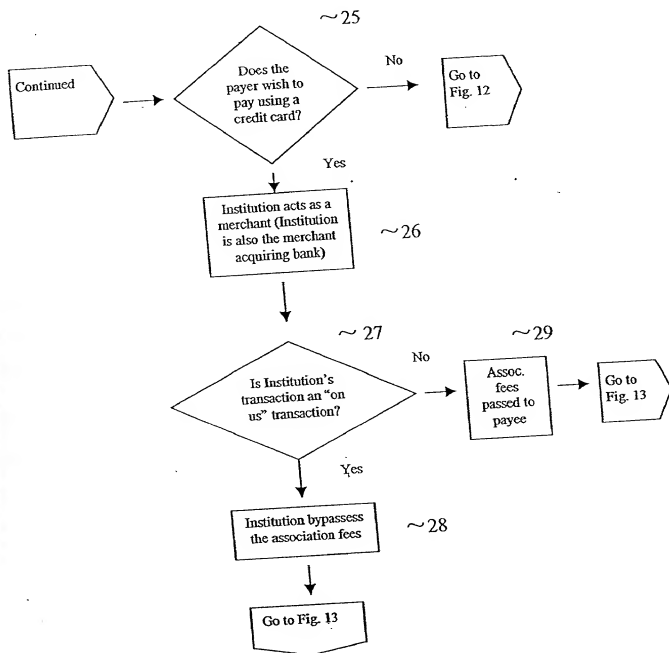 ~25
Continued
Does the
payer wish to
pay using a
credit card?
No
Go to
Fig. 12
Yes
Institution acts as a
merchant (Institution
is also the merchant
acquiring bank)
~26
~27
Is Institution's
transaction an "on
us" transaction?
No
~29
Assoc.
fees
passed to
payee
Go to
Fig. 13
Yes
Institution bypassess
the association fees
~28
Go to Fig. 13